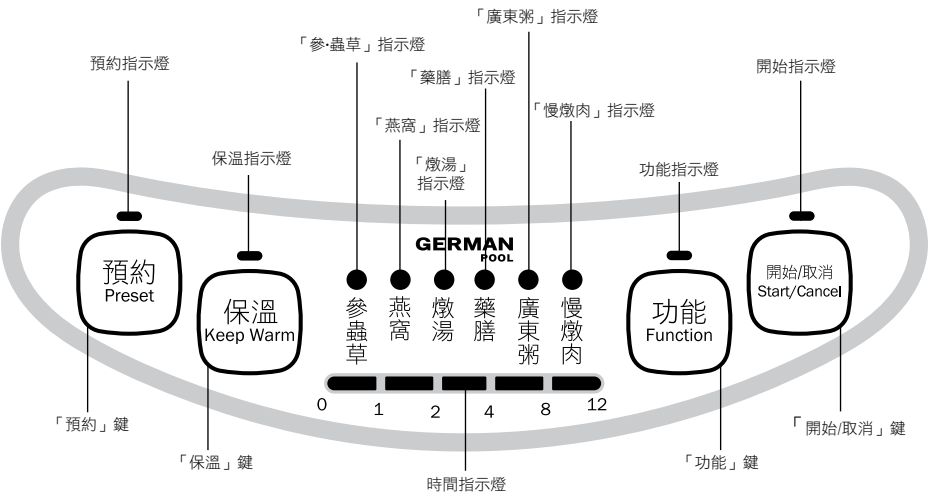 「廣東粥」指示燈
「參·蟲草」指示燈
預約指示燈
開始指示燈
「藥膳」指示燈
「慢燉肉」指示燈
「燕窩」指示燈
保溫指示燈
「燉湯」
指示燈
功能指示燈
GERMAN
POOL
預約
Preset
保溫
Keep Warm
參蟲草
燕窩
燉湯
藥膳
廣東粥
慢燉肉
功能
Function
開始/取消
Start/Cancel
0 1 2 4 8 12
「預約」鍵
「保溫」鍵
時間指示燈
「功能」鍵
「開始/取消」鍵